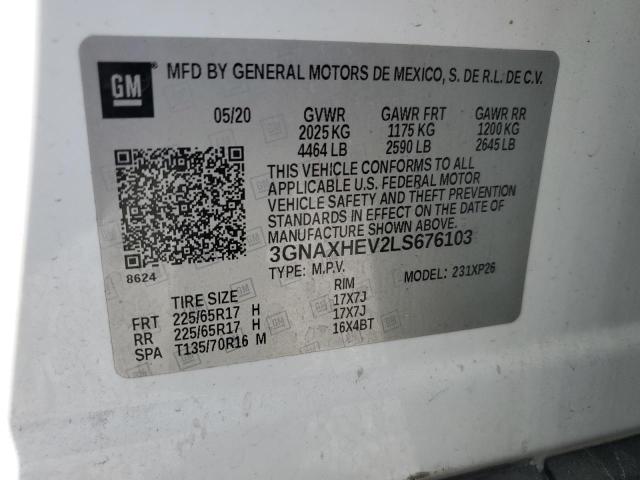 GM
MFD BY GENERAL MOTORS DE MEXICO, S. DE R.L. DE C.V.
05/20 GVWR GAWR FRT GAWR RR
2025 KG 1175 KG 1200 KG
4464 LB 2590 LB 2645 LB
THIS VEHICLE CONFORMS TO ALL
APPLICABLE U.S. FEDERAL MOTOR
VEHICLE SAFETY AND THEFT PREVENTION
STANDARDS IN EFFECT ON THE DATE OF
MANUFACTURE SHOWN ABOVE.
3GNAXHEV2LS676103
8624
TYPE: M.P.V. MODEL: 231XP26
TIRE SIZE RIM
FRT 225/65R17 H 17X7J
RR 225/65R17 H 17X7J
SPA T135/70R16 M 16X4BT